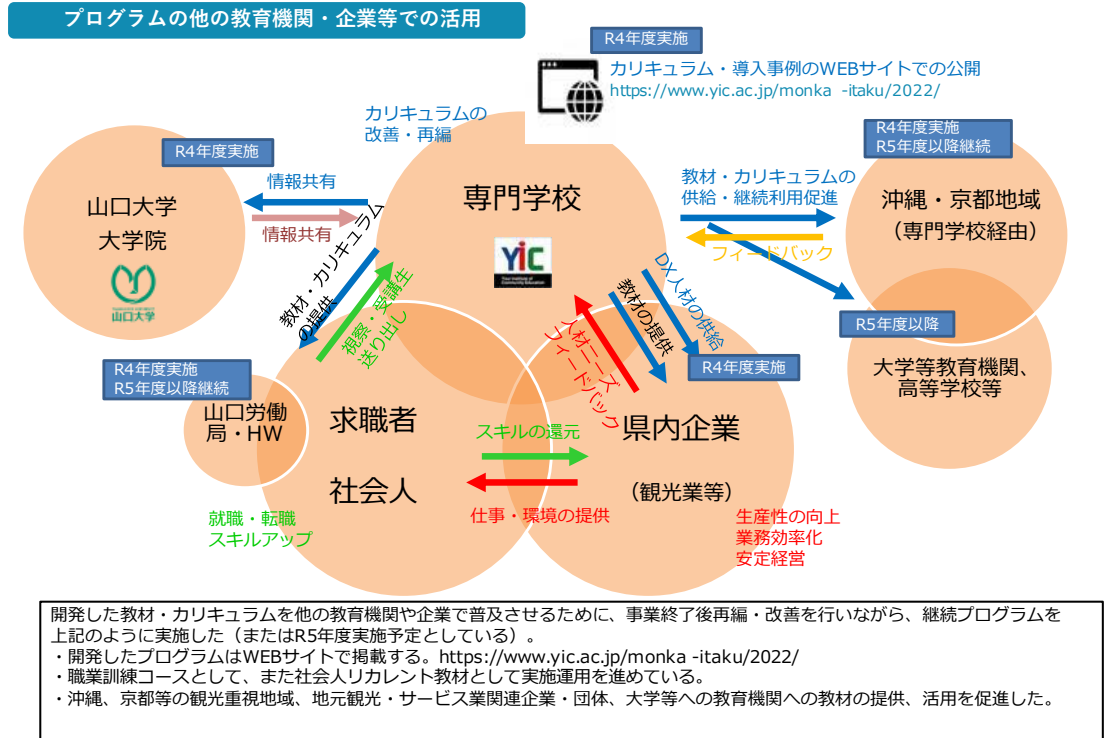 プログラムの他の教育機関・企業等での活用
R4年度実施
カリキュラム・導入事例のWEBサイトでの公開
https://www.yic.ac.jp/monka -itaku/2022/
カリキュラムの
改善・再編
R4年度実施
山口大学
大学院
山口大学
情報共有
情報共有
専門学校
YIC
教材・カリキュラムの
供給・継続利用促進
フィードバック
R4年度実施
R5年度以降継続
沖縄・京都地域
（専門学校経由）
R5年度以降
大学等教育機関、
高等学校等
教材・カリキュラム
の提供
視察・受講生
送り出し
人材ニーズ
フィードバック
教材の提供
DX人材の供給
R4年度実施
R4年度実施
R5年度以降継続
山口労働
局・HW
求職者
社会人
スキルの還元
仕事・環境の提供
県内企業
（観光業等）
就職・転職
スキルアップ
生産性の向上
業務効率化
安定経営
開発した教材・カリキュラムを他の教育機関や企業で普及させるために、事業終了後再編・改善を行いながら、継続プログラムを
上記のように実施した（またはR5年度実施予定としている）。
・開発したプログラムはWEBサイトで掲載する。https://www.yic.ac.jp/monka -itaku/2022/
・職業訓練コースとして、また社会人リカレント教材として実施運用を進めている。
・沖縄、京都等の観光重視地域、地元観光・サービス業関連企業・団体、大学等への教育機関への教材の提供、活用を促進した。